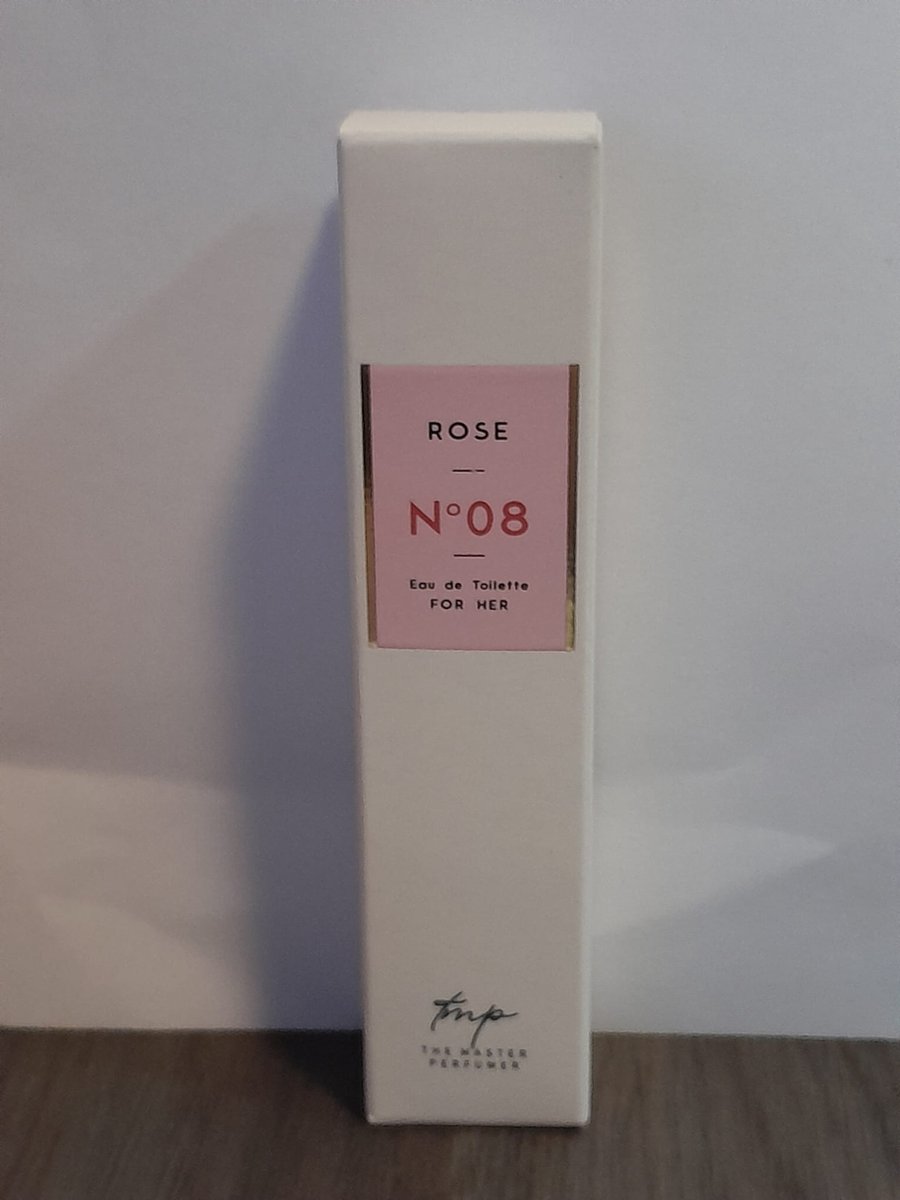 ROSE
N°08
Eau de Toilette
FOR HER
tmp
THE MASTER
PERFUMER